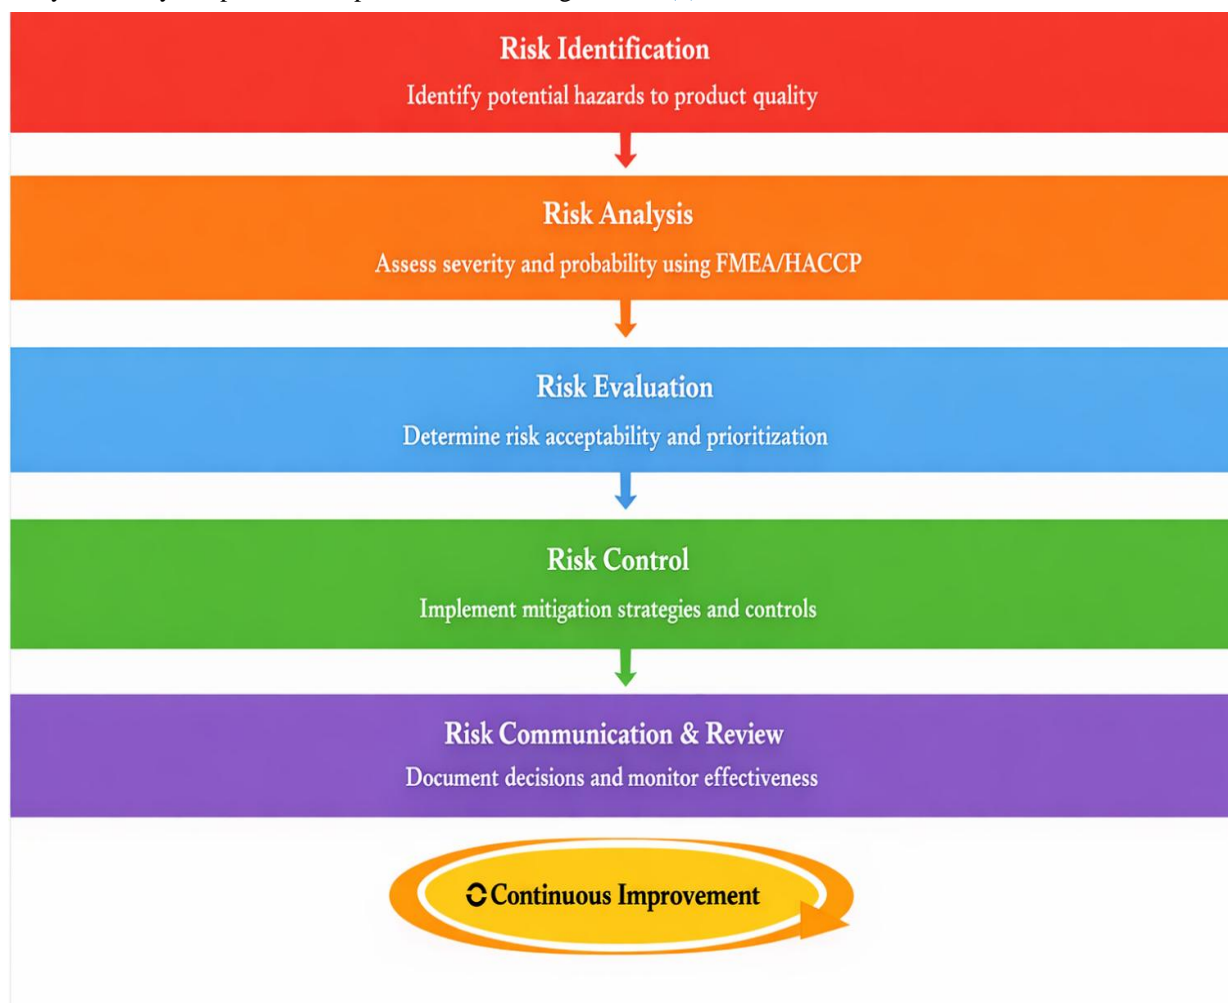 Risk Identification
Identify potential hazards to product quality
Risk Analysis
Assess severity and probability using FMEA/HACCP
Risk Evaluation
Determine risk acceptability and prioritization
Risk Control
Implement mitigation strategies and controls
Risk Communication & Review
Document decisions and monitor effectiveness
Continuous Improvement